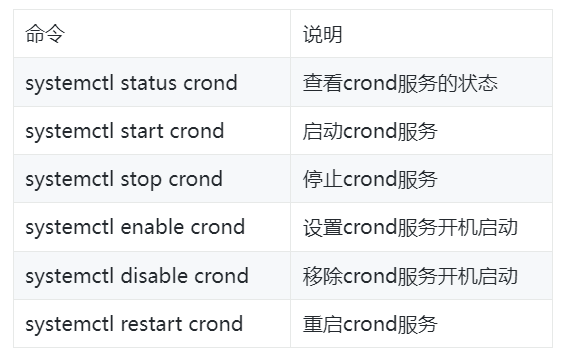 命令 说明
systemctl status crond 查看crond服务的状态
systemctl start crond 启动crond服务
systemctl stop crond 停止crond服务
systemctl enable crond 设置crond服务开机启动
systemctl disable crond 移除crond服务开机启动
systemctl restart crond 重启crond服务